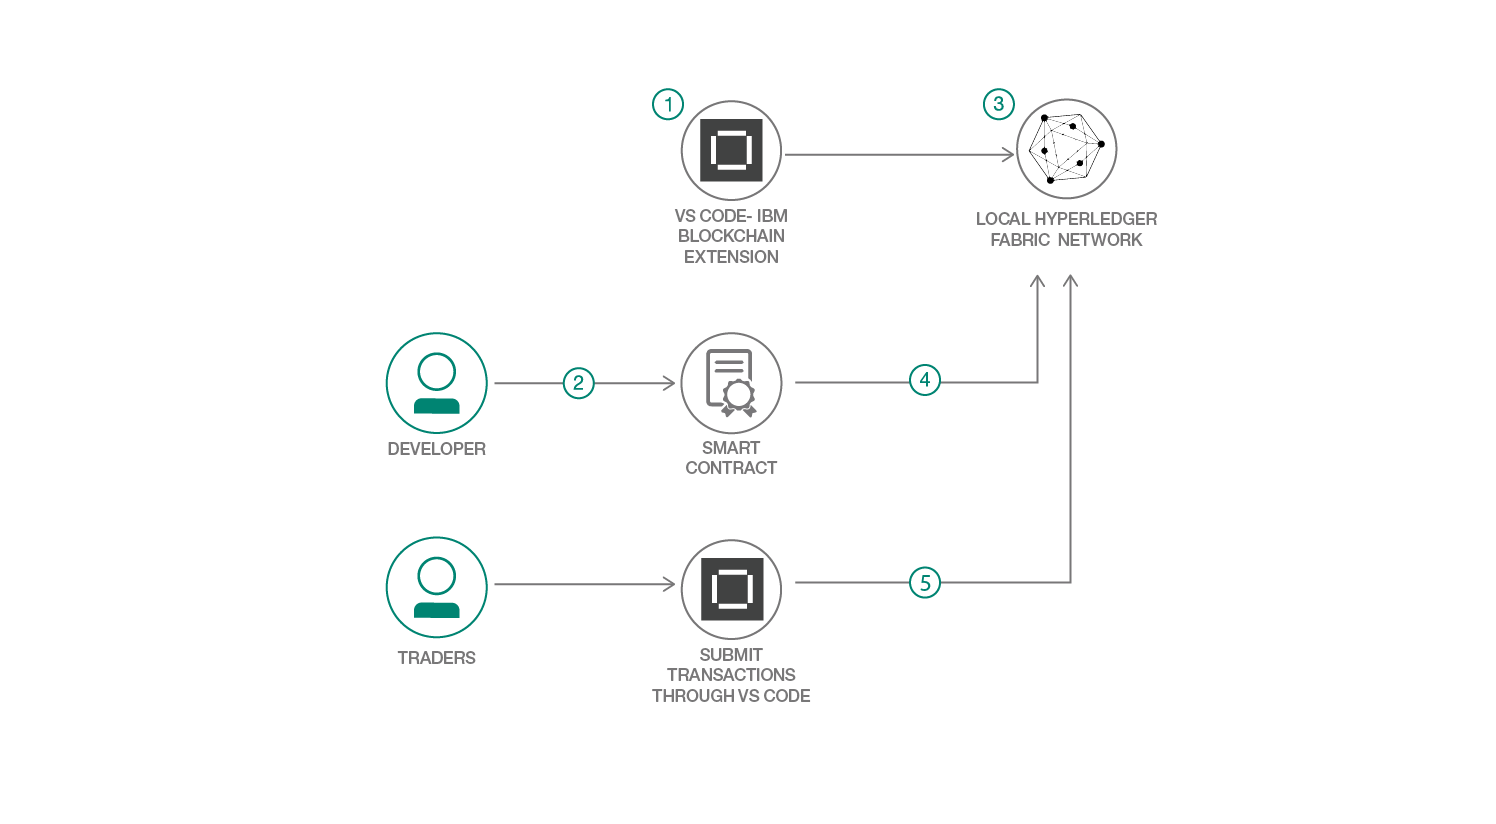 1
VS CODE- IBM
BLOCKCHAIN
EXTENSION
3
LOCAL HYPERLEDGER
FABRIC NETWORK
DEVELOPER
2
SMART
CONTRACT
4
TRADERS
SUBMIT
TRANSACTIONS
THROUGH VS CODE
5